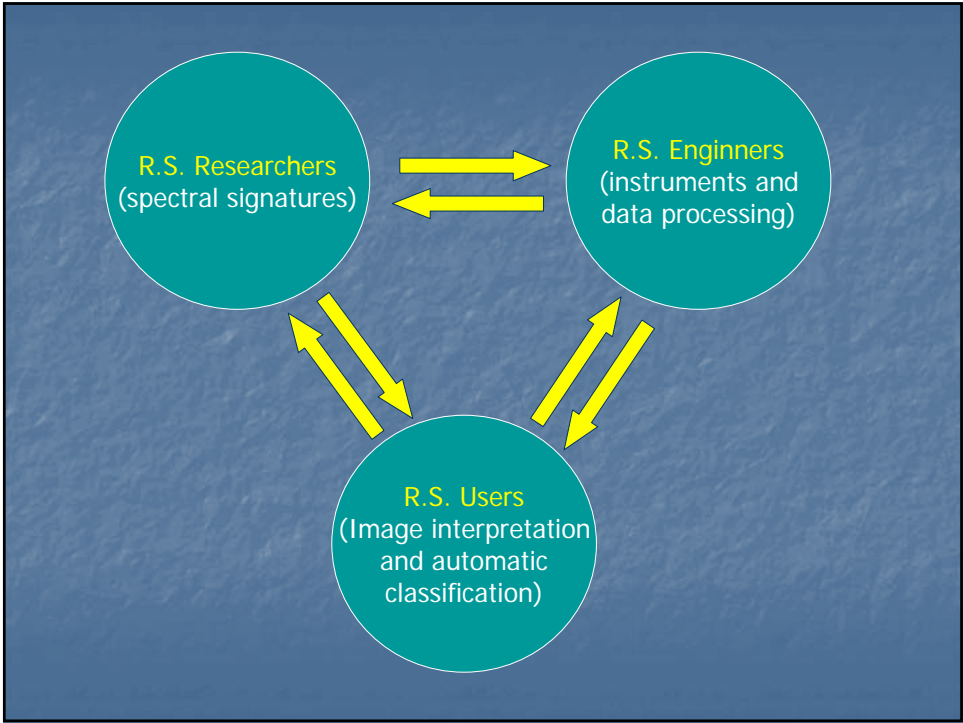 R.S. Researchers
(spectral signatures)
R.S. Enginners
(instruments and
data processing)
R.S. Users
(Image interpretation
and automatic
classification)